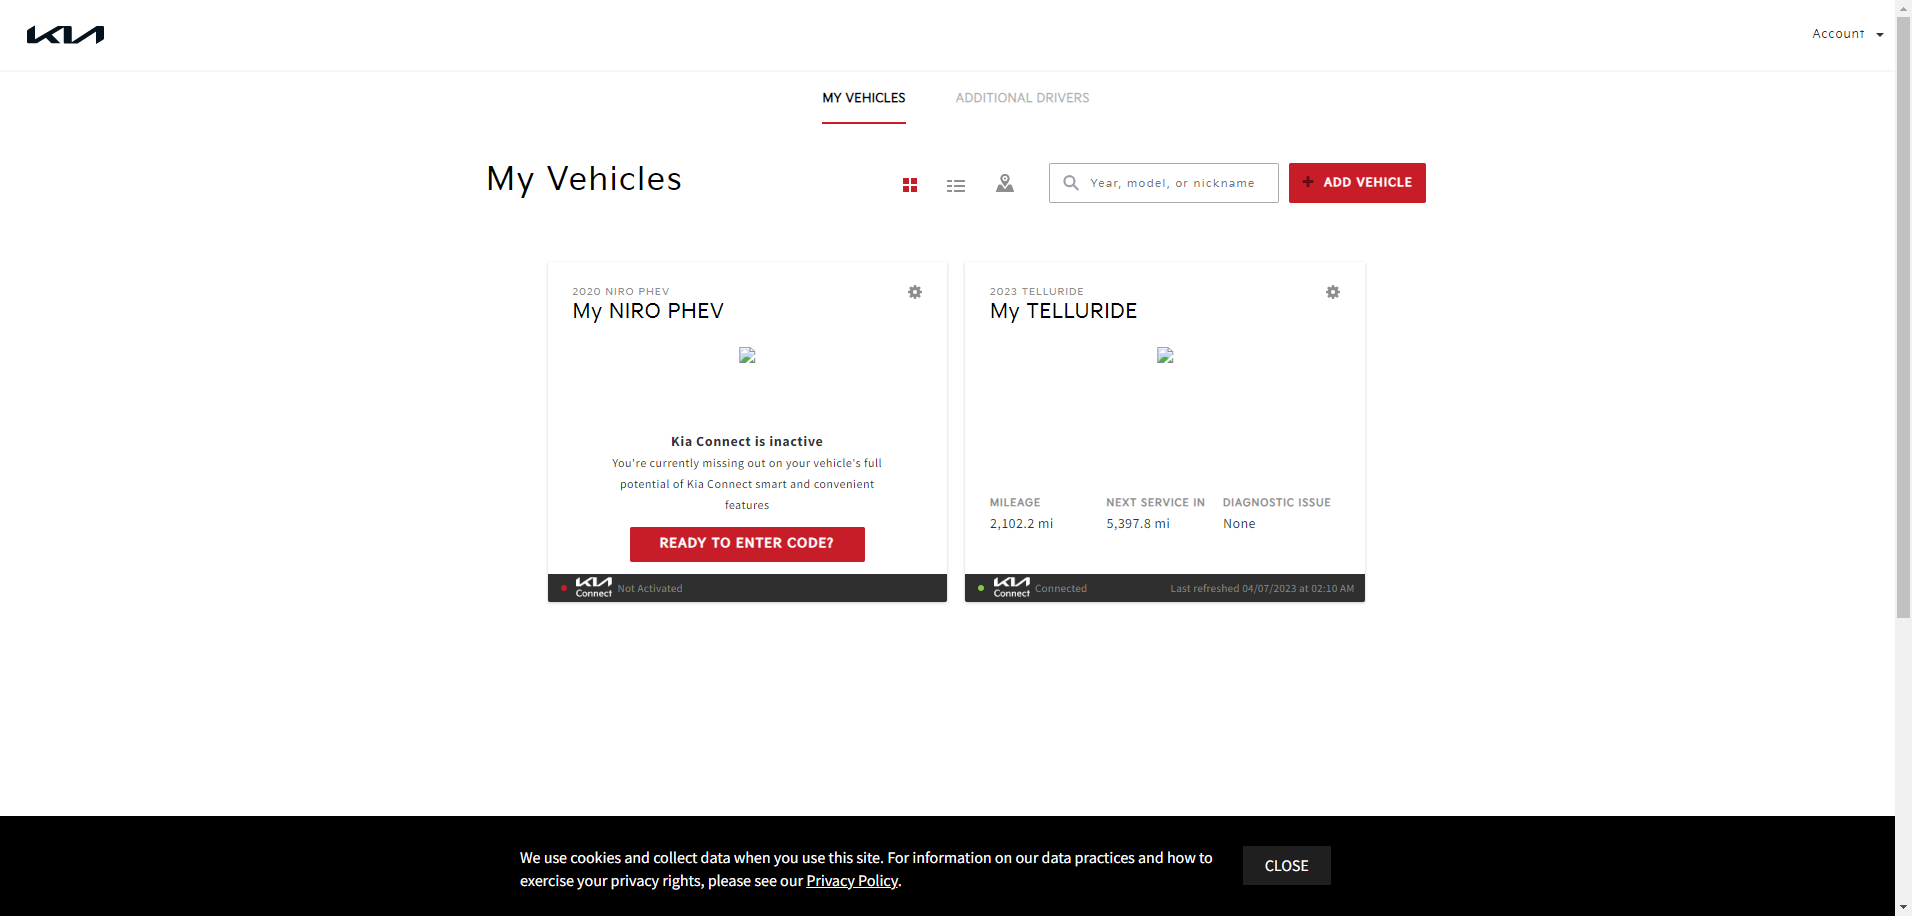 KIA
Account
MY VEHICLES
ADDITIONAL DRIVERS
My Vehicles
Year, model, or nickname
+ ADD VEHICLE
2020 NIRO PHEV
My NIRO PHEV
Kia Connect is inactive
You're currently missing out on your vehicle's full
potential of Kia Connect smart and convenient
features
READY TO ENTER CODE?
KIA
Connect
Not Activated
2023 TELLURIDE
My TELLURIDE
MILEAGE
2,102.2 mi
NEXT SERVICE IN
5,397.8 mi
DIAGNOSTIC ISSUE
None
KIA
Connect
Connected
Last refreshed 04/07/2023 at 02:10 AM
We use cookies and collect data when you use this site. For information on our data practices and how to
exercise your privacy rights, please see our Privacy Policy.
CLOSE